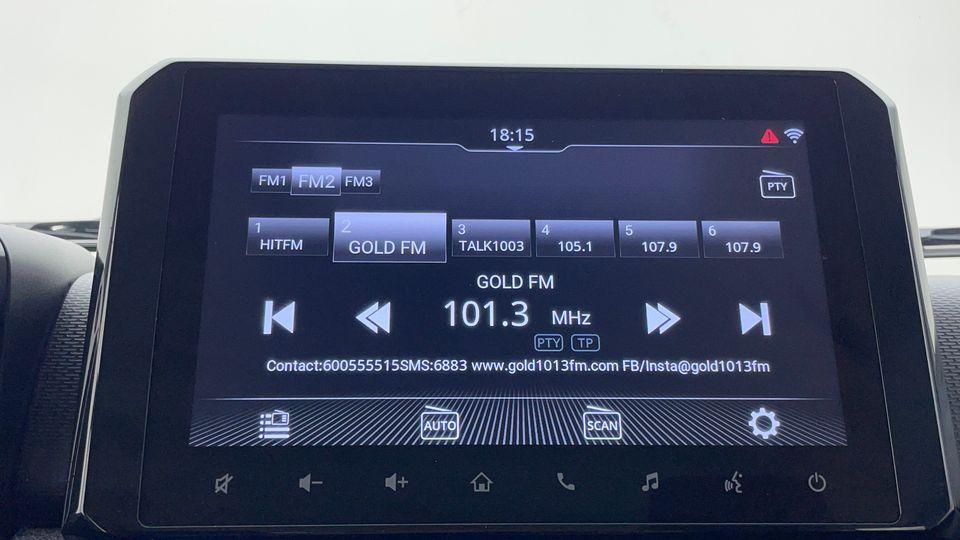 18:15
FM1 FM2 FM3
PTY
1 HITFM
2 GOLD FM
3 TALK1003
4 105.1
5 107.9
6 107.9
GOLD FM
101.3 MHz
PTY TP
Contact:600555515SMS:6883 www.gold1013fm.com FB/Insta@gold1013fm
AUTO SCAN